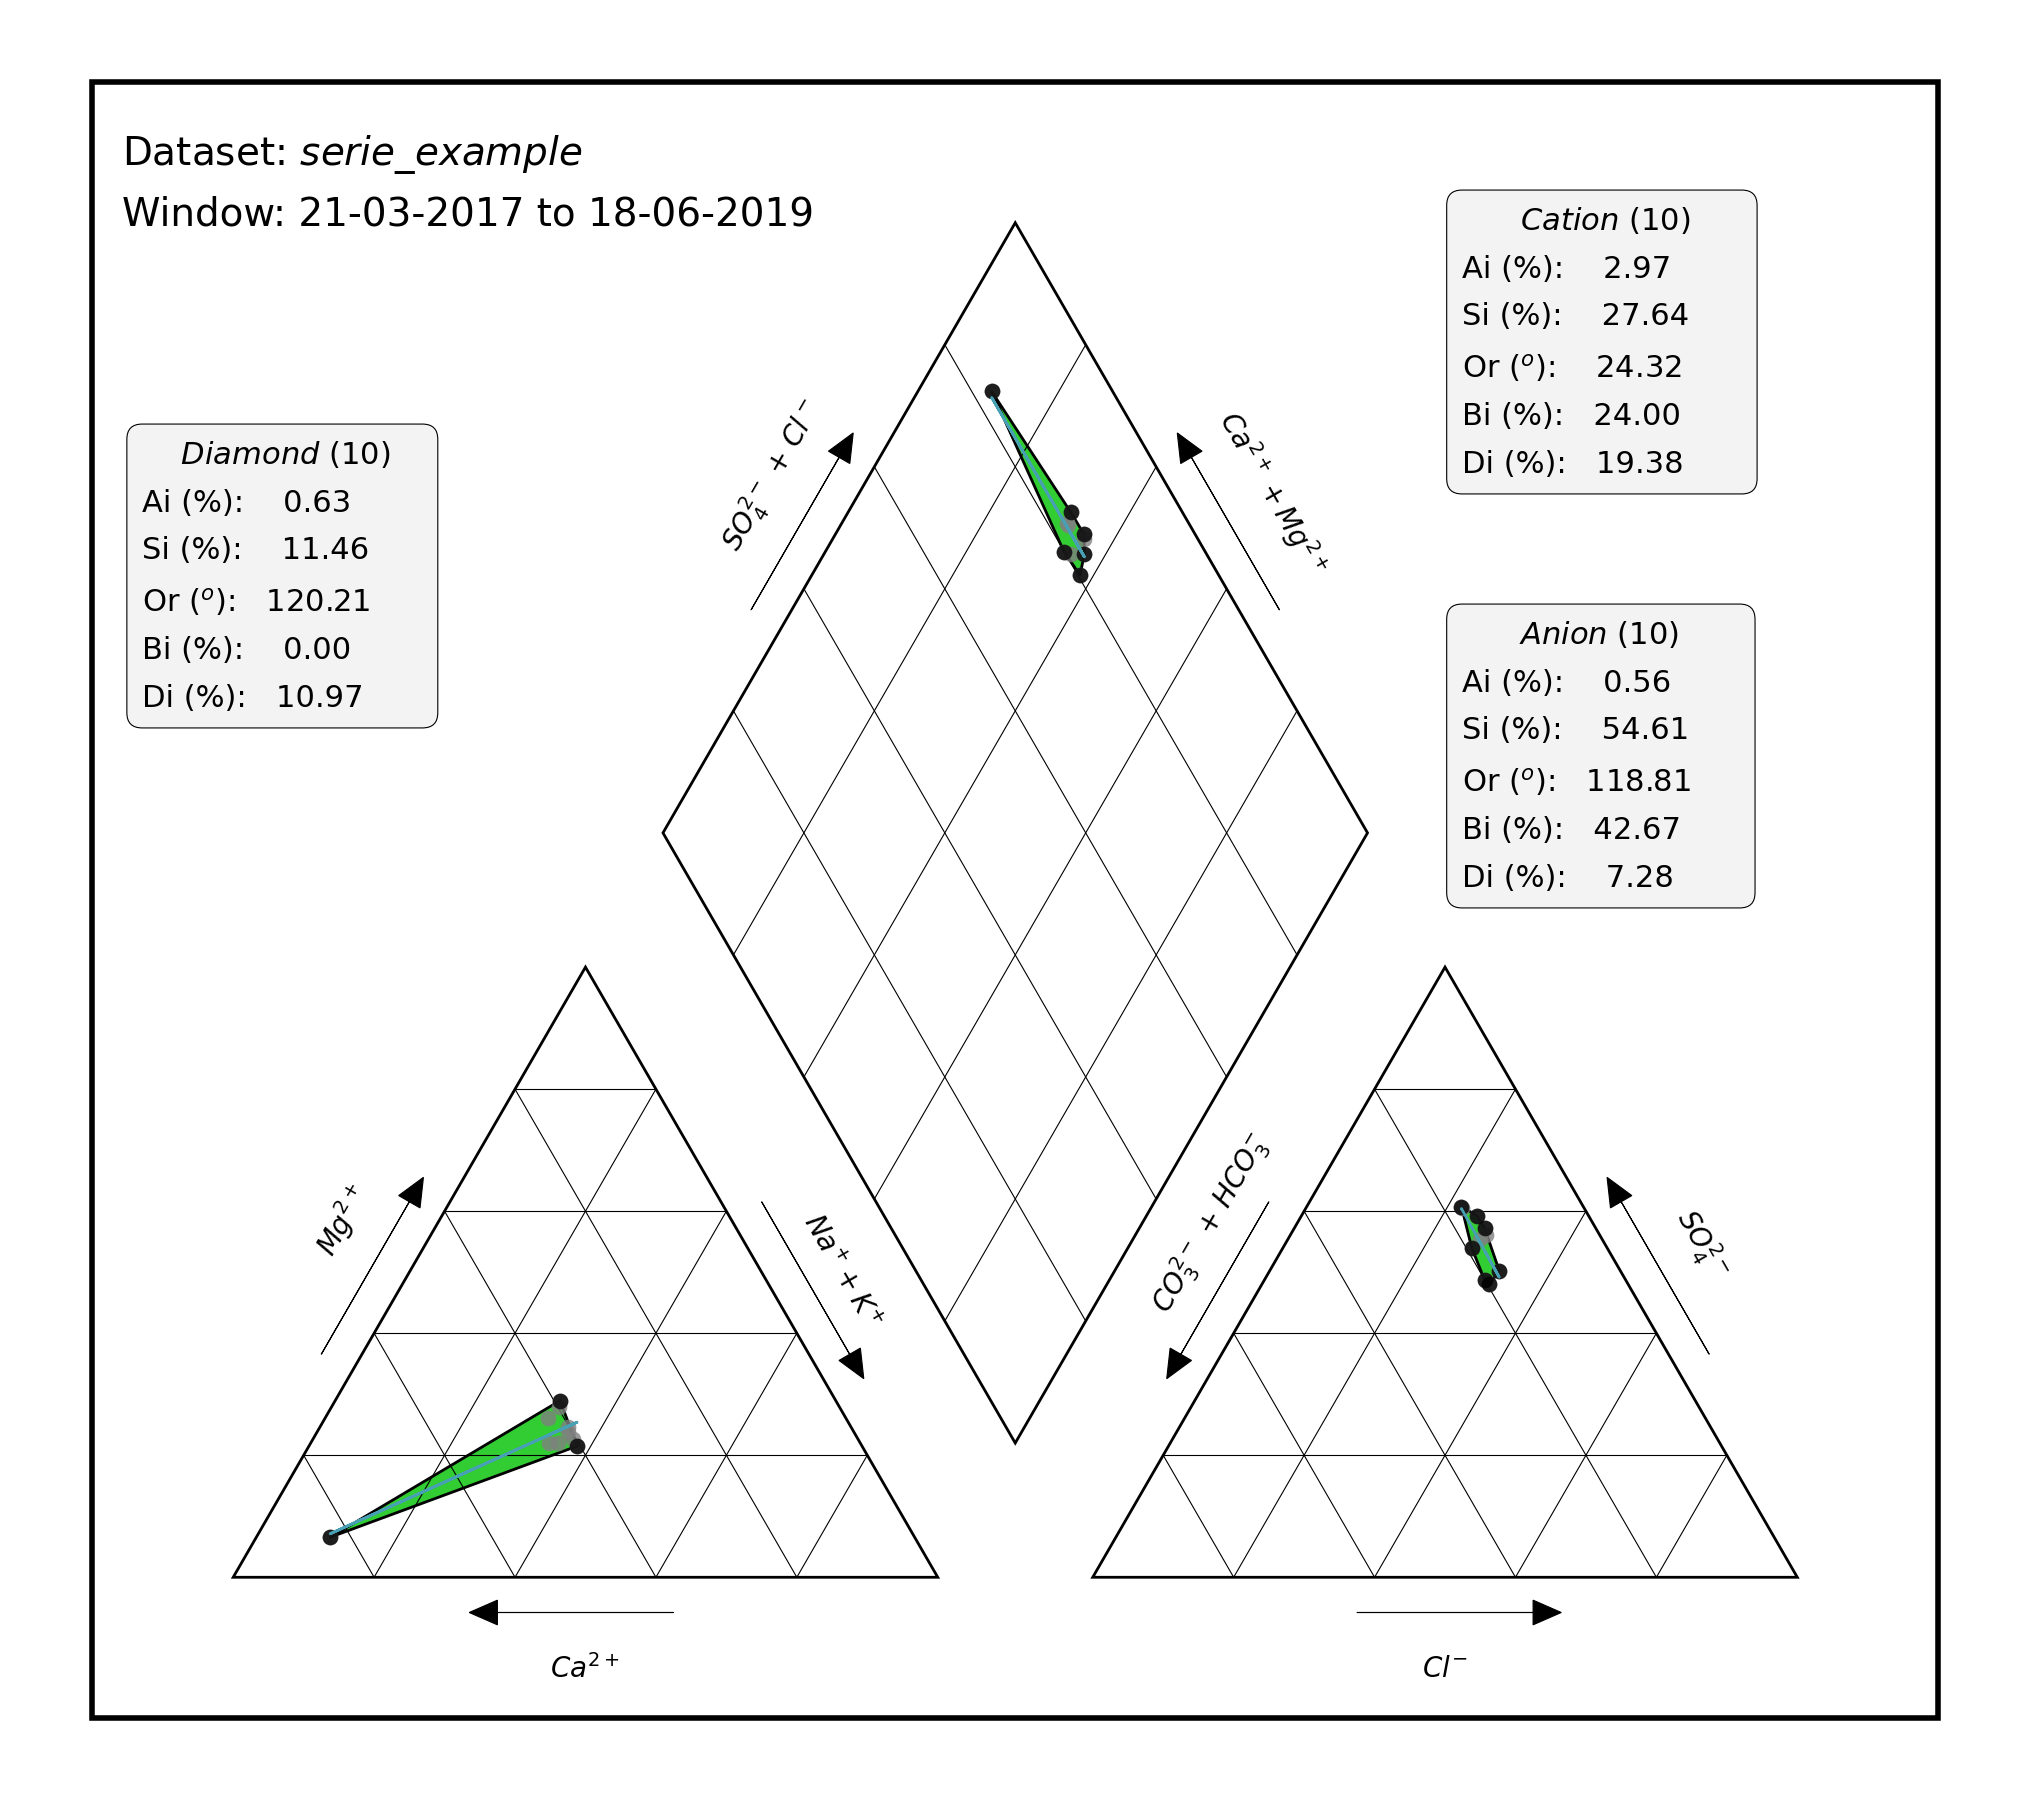 Dataset: serie_example
Window: 21-03-2017 to 18-06-2019
Cation (10)
Ai (%): 2.97
Si (%): 27.64
Or (º): 24.32
Bi (%): 24.00
Di (%): 19.38
Diamond (10)
Ai (%): 0.63
Si (%): 11.46
Or (º): 120.21
Bi (%): 0.00
Di (%): 10.97
SO₄²⁻ + Cl⁻
Ca²⁺ + Mg²⁺
Anion (10)
Ai (%): 0.56
Si (%): 54.61
Or (º): 118.81
Bi (%): 42.67
Di (%): 7.28
Mg²⁺
Na⁺ + K⁺
CO₃²⁻ + HCO₃⁻
SO₄²⁻
Ca²⁺
Cl⁻